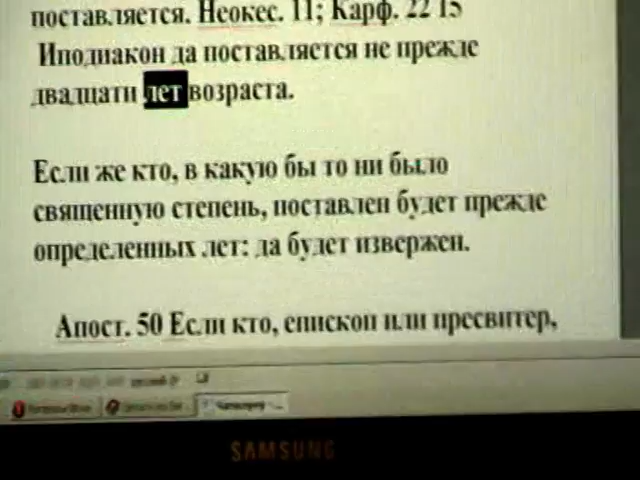 поставляется. Неокес. 11; Карф. 22 15
Иподиакон да поставляется не прежде
двадцати лет возраста.
Если же кто, в какую бы то ни было
священную степень, поставлен будет прежде
определенных лет: да будет извержен.
Апост. 50 Если кто, епископ или пресвитер,
SAMSUNG